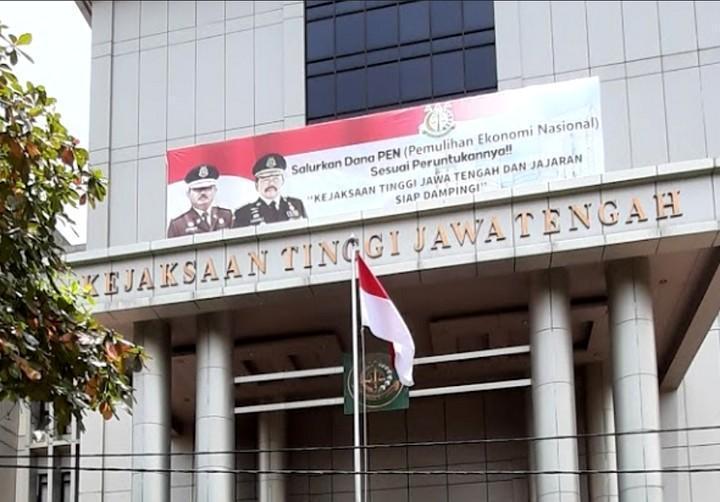 Salurkan Dana PEN (Pemulihan Ekonomi Nasional)
Sesuai Peruntukannya!!
"KEJAKSAAN TINGGI JAWA TENGAH DAN JAJARAN
SIAP DAMPINGI"
KEJAKSAAN TINGGI JAWA TENGAH